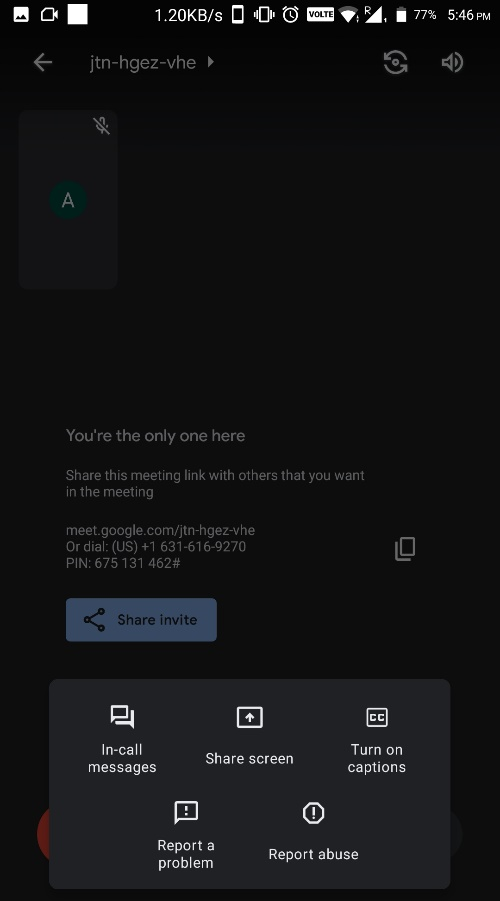 1.20KB/s VOLTE R 77% 5:46 PM
jtn-hgez-vhe
A
You're the only one here
Share this meeting link with others that you want
in the meeting
meet.google.com/jtn-hgez-vhe
Or dial: (US) +1 631-616-9270
PIN: 675 131 462#
Share invite
In-call
messages
Share screen
CC
Turn on
captions
Report a
problem
Report abuse